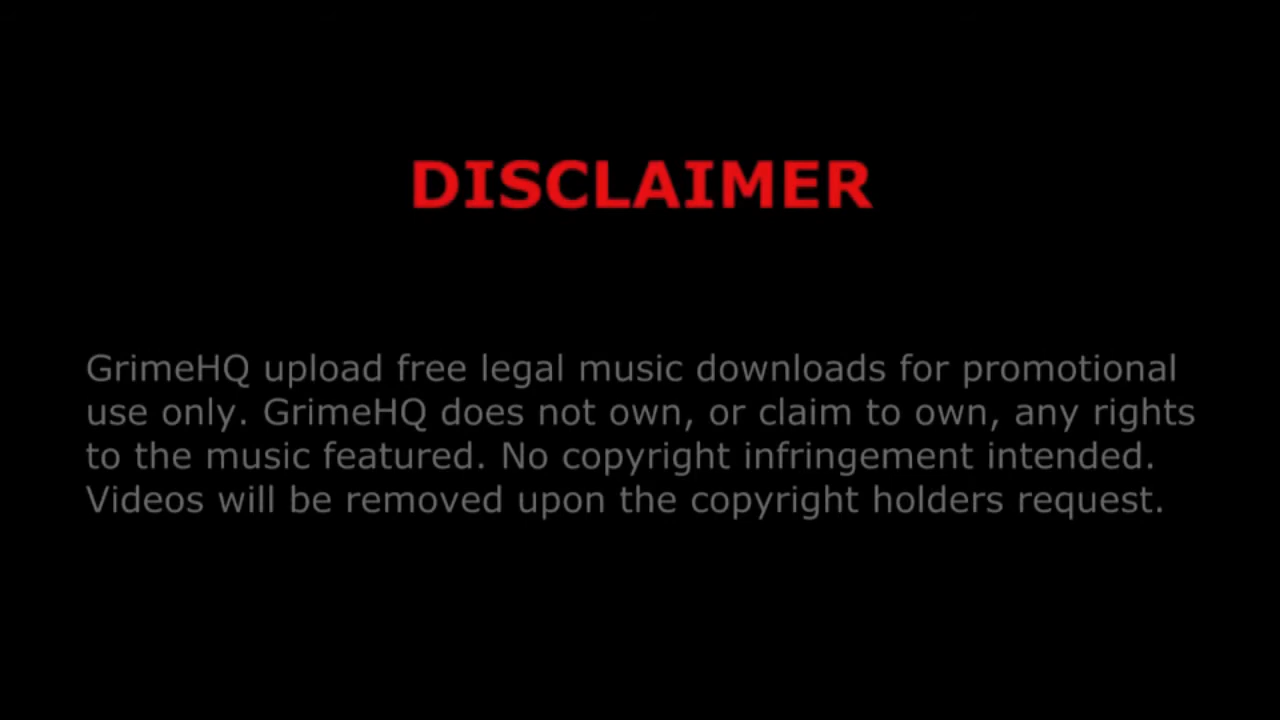 DISCLAIMER
GrimeHQ upload free legal music downloads for promotional
use only. GrimeHQ does not own, or claim to own, any rights
to the music featured. No copyright infringement intended.
Videos will be removed upon the copyright holders request.